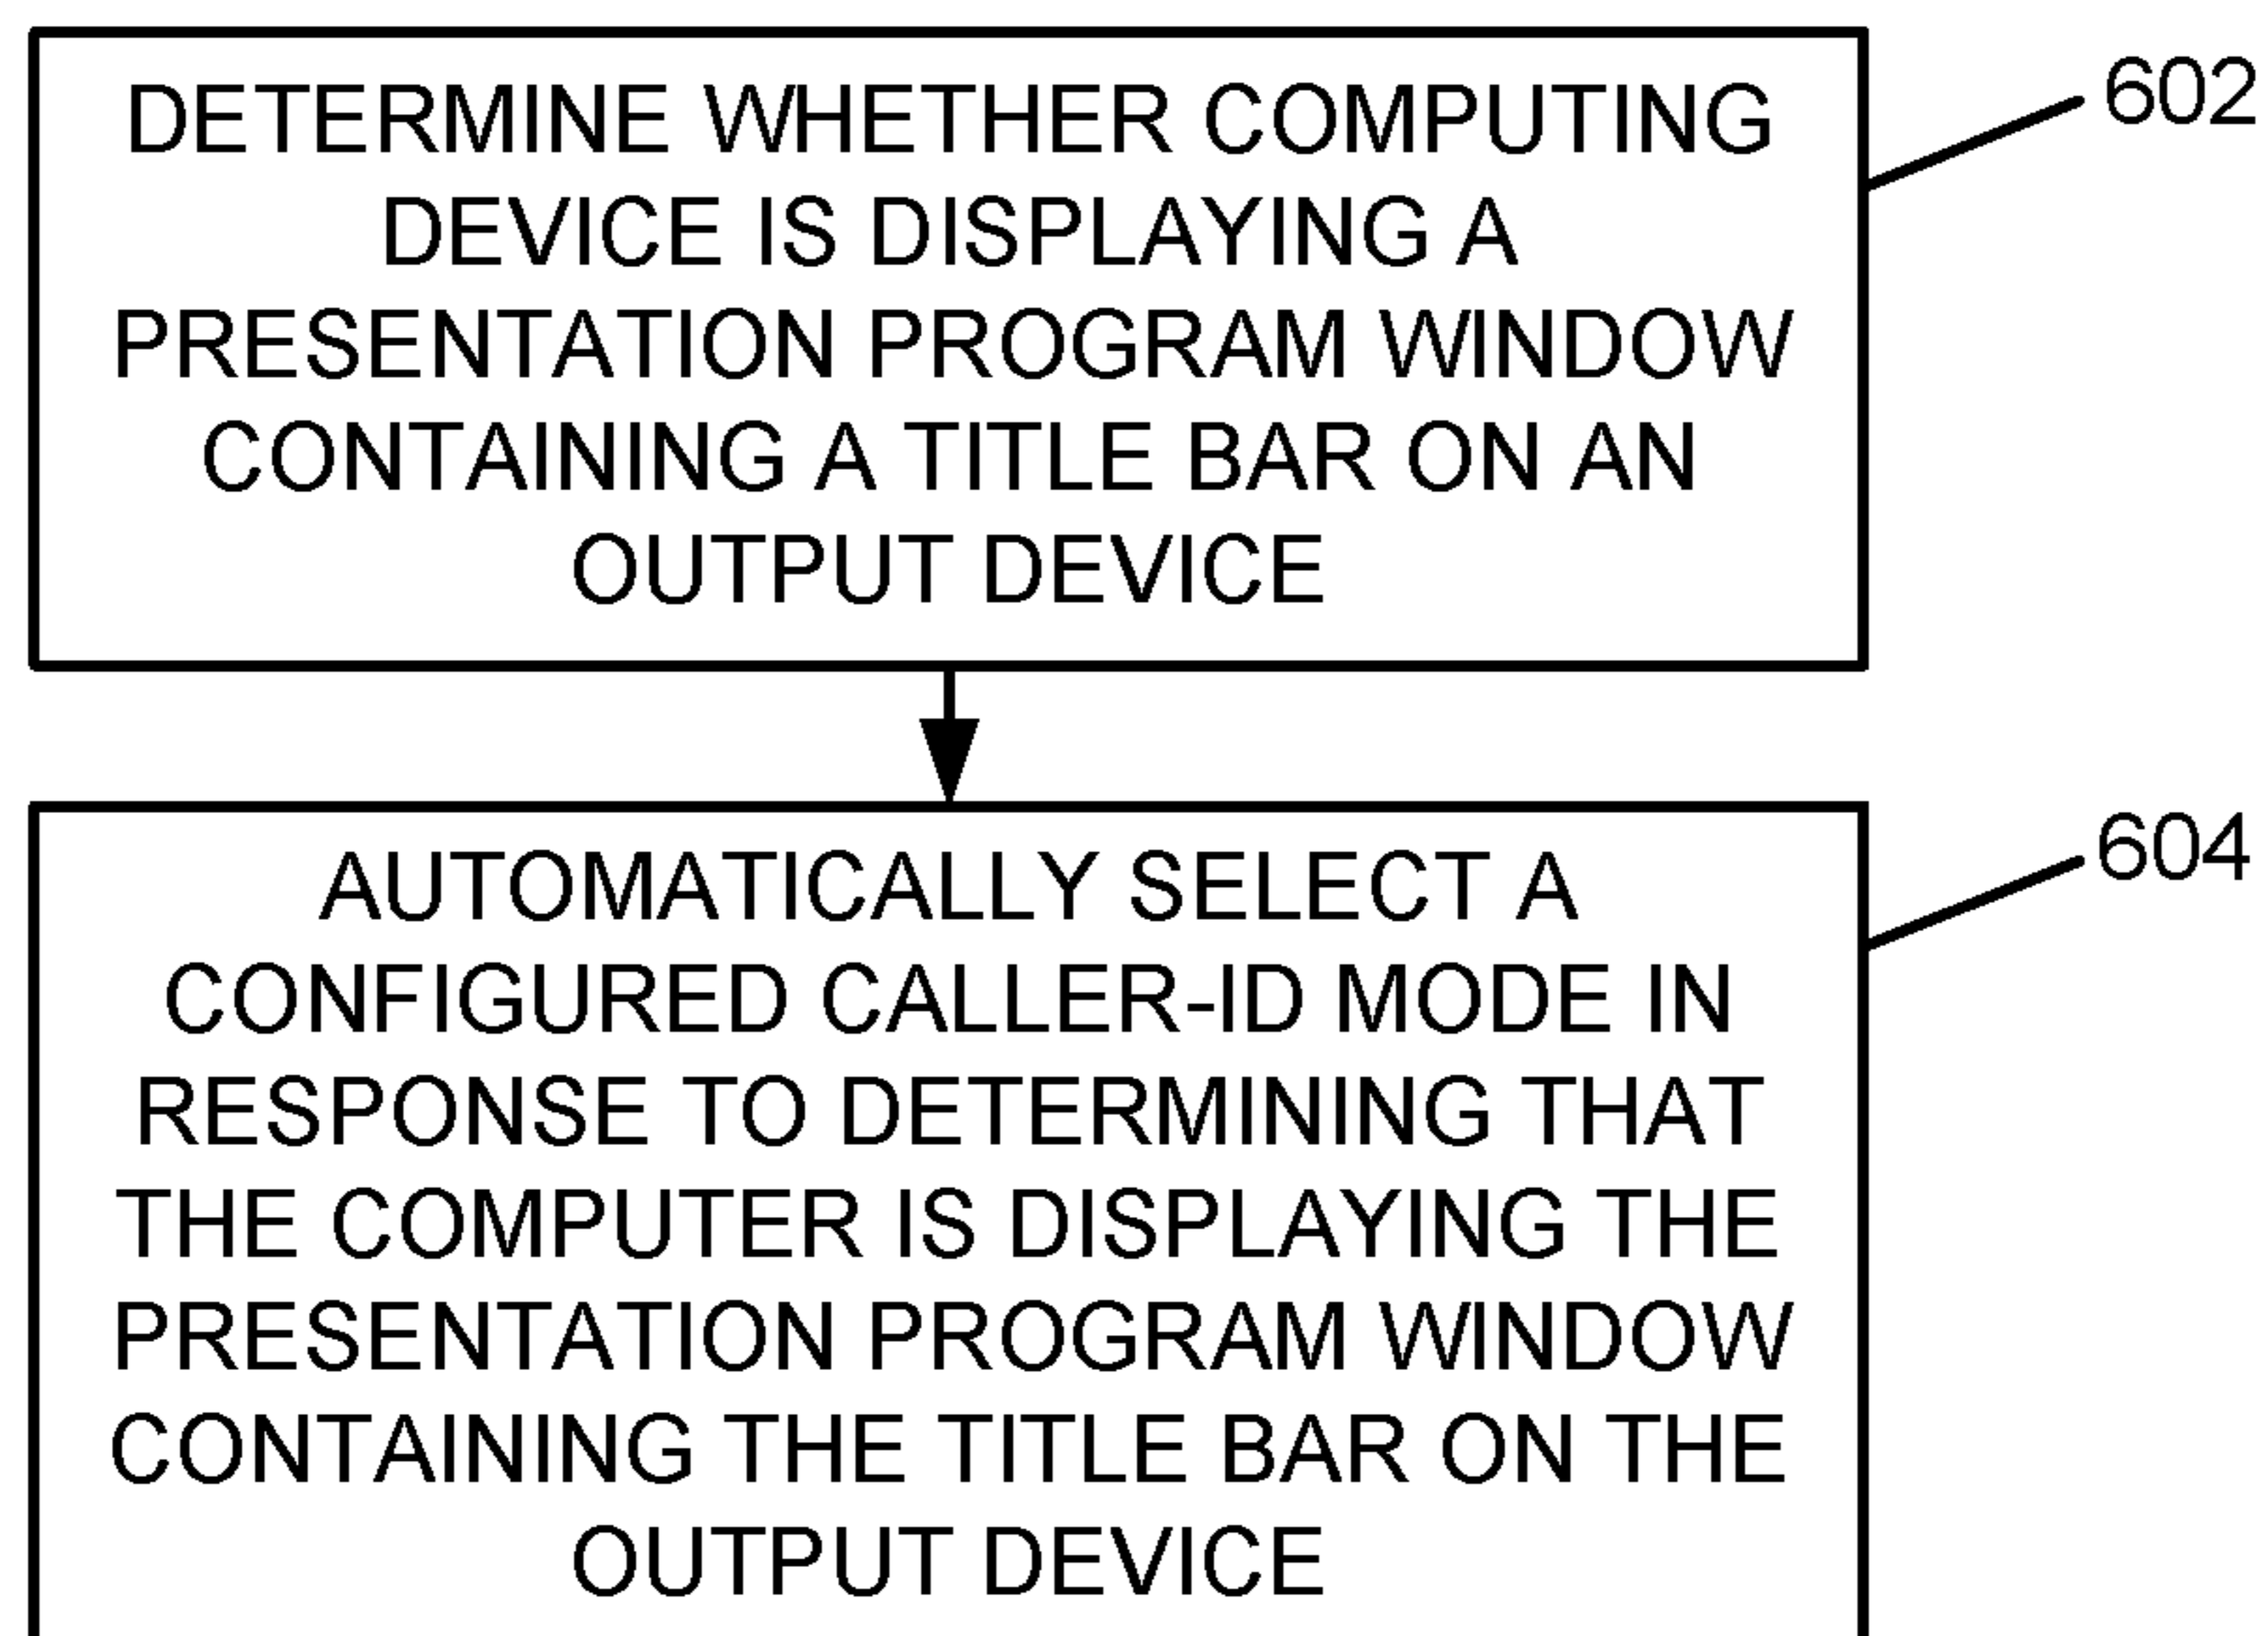 DETERMINE WHETHER COMPUTING
DEVICE IS DISPLAYING A
PRESENTATION PROGRAM WINDOW
CONTAINING A TITLE BAR ON AN
OUTPUT DEVICE
602
AUTOMATICALLY SELECT A
CONFIGURED CALLER-ID MODE IN
RESPONSE TO DETERMINING THAT
THE COMPUTER IS DISPLAYING THE
PRESENTATION PROGRAM WINDOW
CONTAINING THE TITLE BAR ON THE
OUTPUT DEVICE
604